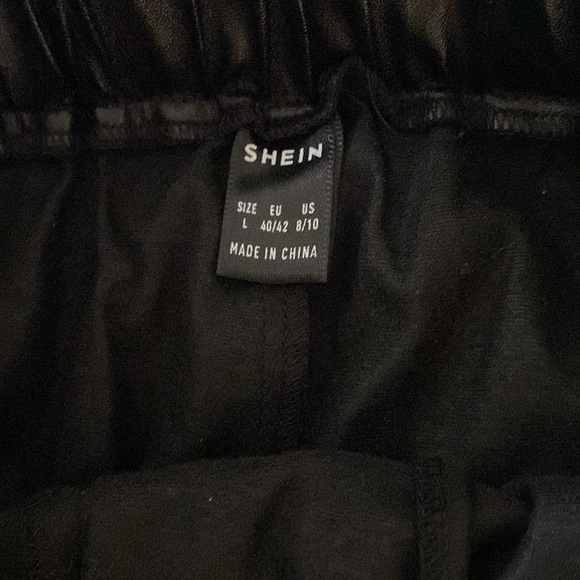 SHEIN
SIZE EU US
L 40/42 8/10
MADE IN CHINA